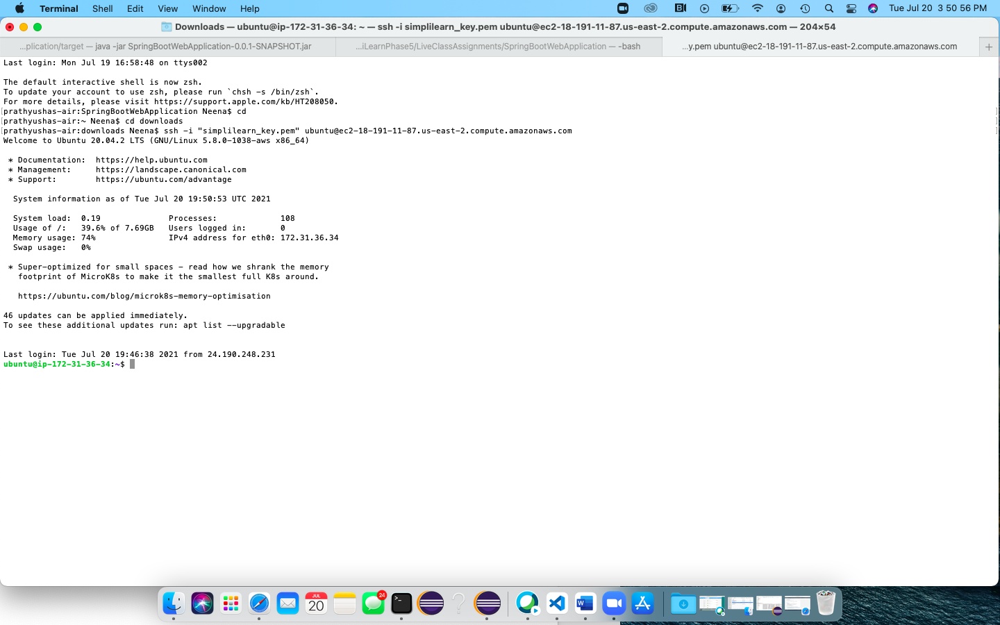 Terminal Shell Edit View Window Help Tue Jul 20 3 50 56 PM
Downloads — ubuntu@ip-172-31-36-34: ~ — ssh -i simplilearn_key.pem ubuntu@ec2-18-191-11-87.us-east-2.compute.amazonaws.com — 204×54
...plication/target — java -jar SpringBootWebApplication-0.0.1-SNAPSHOT.jar ...iLearnPhase5/LiveClassAssignments/SpringBootWebApplication — -bash ...y.pem ubuntu@ec2-18-191-11-87.us-east-2.compute.amazonaws.com +
Last login: Mon Jul 19 16:58:48 on ttys002
The default interactive shell is now zsh.
To update your account to use zsh, please run `chsh -s /bin/zsh`.
For more details, please visit https://support.apple.com/kb/HT208050.
[prathyushas-air:SpringBootWebApplication Neena$ cd ]
[prathyushas-air:~ Neena$ cd downloads ]
[prathyushas-air:downloads Neena$ ssh -i "simplilearn_key.pem" ubuntu@ec2-18-191-11-87.us-east-2.compute.amazonaws.com ]
Welcome to Ubuntu 20.04.2 LTS (GNU/Linux 5.8.0-1038-aws x86_64)
* Documentation: https://help.ubuntu.com
* Management: https://landscape.canonical.com
* Support: https://ubuntu.com/advantage
System information as of Tue Jul 20 19:50:53 UTC 2021
System load: 0.19 Processes: 108
Usage of /: 39.6% of 7.69GB Users logged in: 0
Memory usage: 74% IPv4 address for eth0: 172.31.36.34
Swap usage: 0%
* Super-optimized for small spaces - read how we shrank the memory
footprint of MicroK8s to make it the smallest full K8s around.
https://ubuntu.com/blog/microk8s-memory-optimisation
46 updates can be applied immediately.
To see these additional updates run: apt list --upgradable
Last login: Tue Jul 20 19:46:38 2021 from 24.190.248.231
ubuntu@ip-172-31-36-34:~$
JUL
20
24